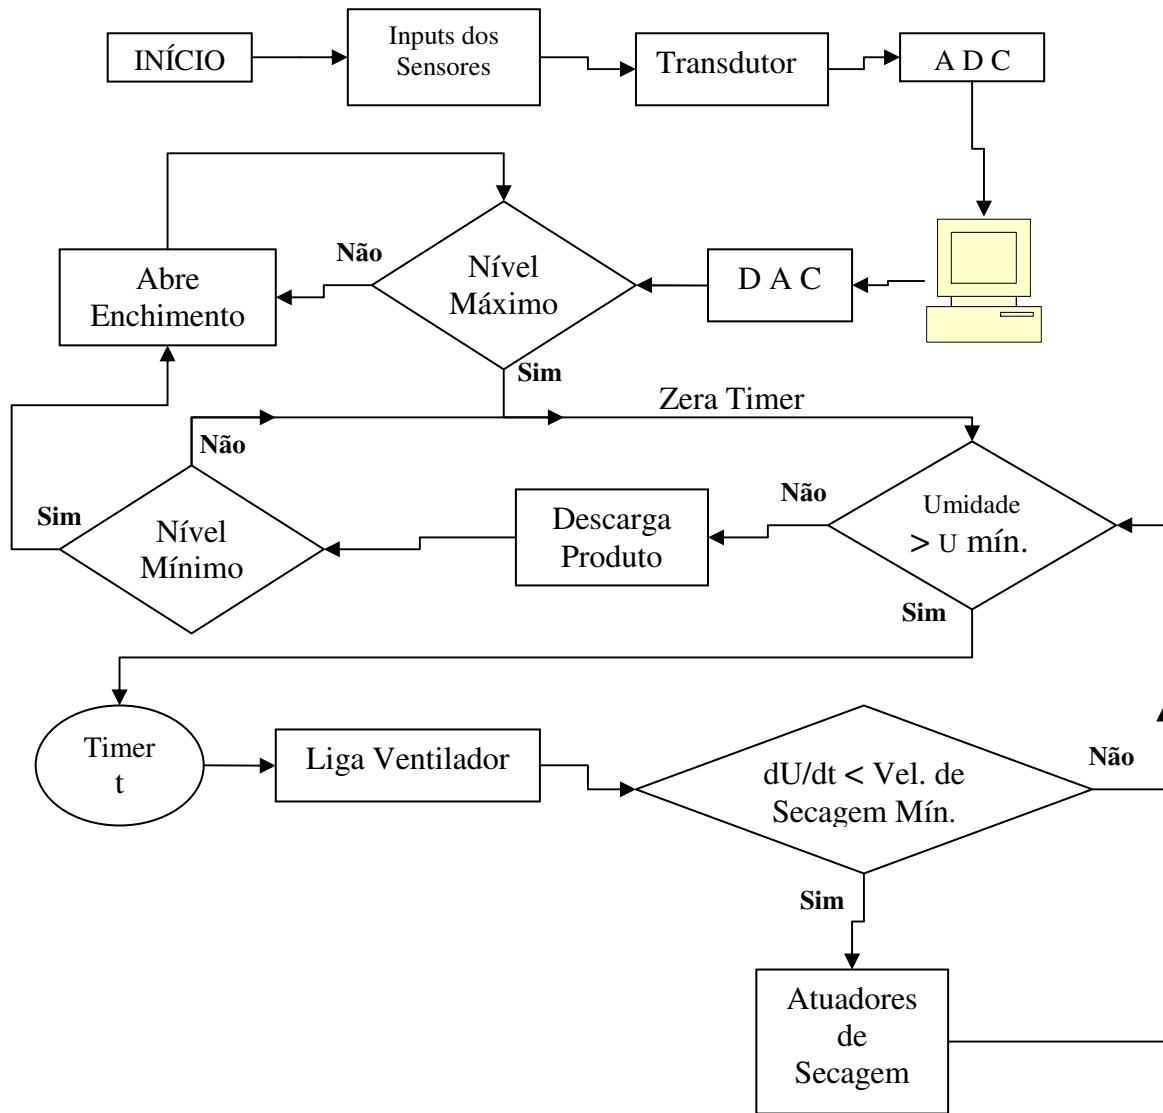 INÍCIO
Inputs dos
Sensores
Transdutor
A D C
Não
Abre
Enchimento
Nível
Máximo
D A C
Sim
Zera Timer
Não
Sim
Nível
Mínimo
Descarga
Produto
Não
Umidade
> U mín.
Sim
Timer
t
Liga Ventilador
dU/dt < Vel. de
Secagem Mín.
Não
Sim
Atuadores
de
Secagem